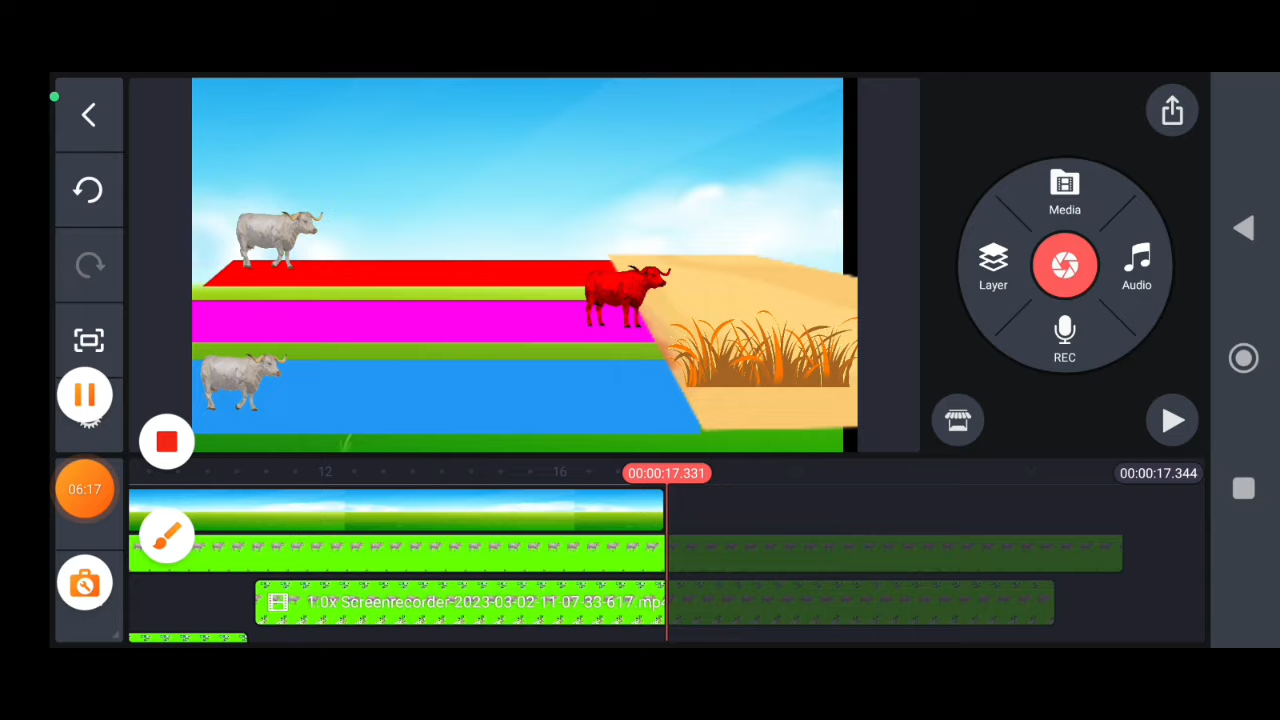 Media
Layer
Audio
REC
06:17
12
16
00:00:17.331
00:00:17.344
1.0x Screenrecorder-2023-03-02-11-07-33-617.mp4